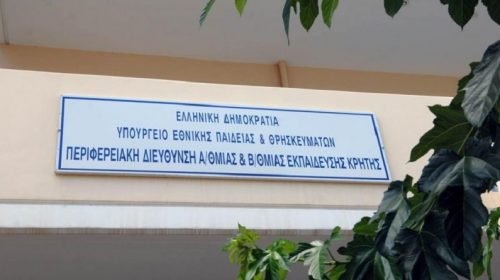 ΕΛΛΗΝΙΚΗ ΔΗΜΟΚΡΑΤΙΑ
ΥΠΟΥΡΓΕΙΟ ΕΘΝΙΚΗΣ ΠΑΙΔΕΙΑΣ & ΘΡΗΣΚΕΥΜΑΤΩΝ
ΠΕΡΙΦΕΡΕΙΑΚΗ ΔΙΕΥΘΥΝΣΗ Α/ΘΜΙΑΣ & Β/ΘΜΙΑΣ ΕΚΠΑΙΔΕΥΣΗΣ ΚΡΗΤΗΣ